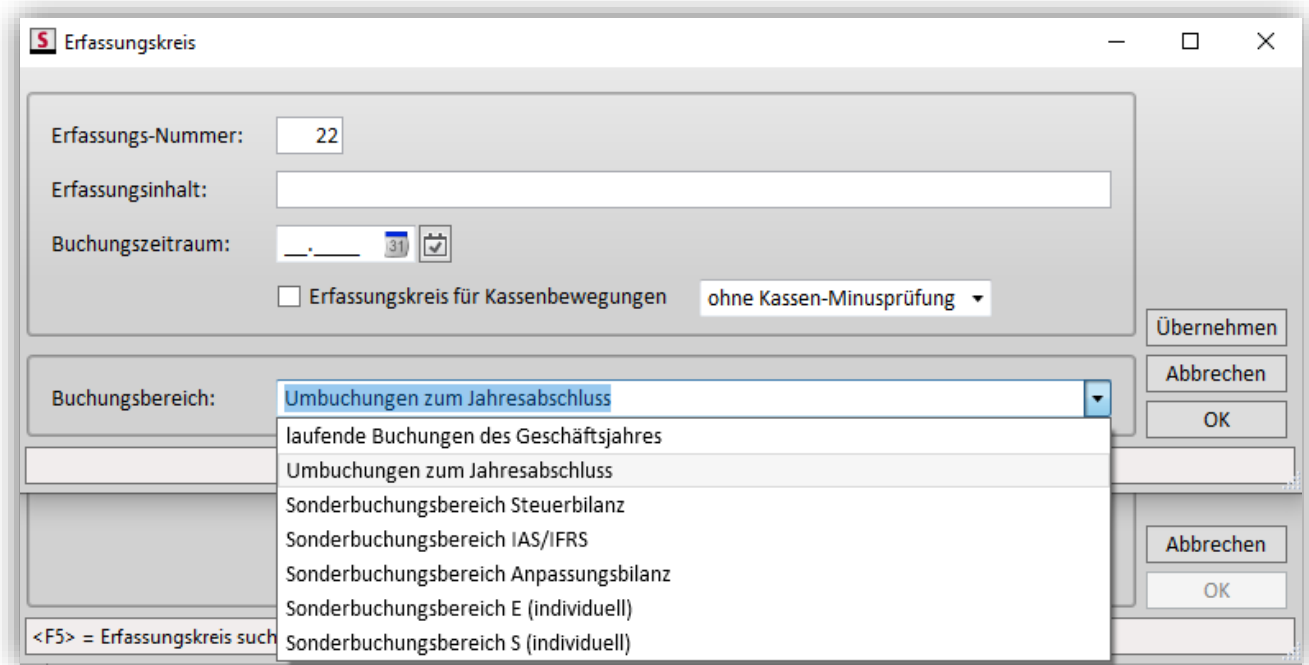 S Erfassungskreis
Erfassungs-Nummer: 22
Erfassungsinhalt:
Buchungszeitraum: __.____ 31
Erfassungskreis für Kassenbewegungen ohne Kassen-Minusprüfung
Übernehmen
Abbrechen
Buchungsbereich: Umbuchungen zum Jahresabschluss
OK
laufende Buchungen des Geschäftsjahres
Umbuchungen zum Jahresabschluss
Sonderbuchungsbereich Steuerbilanz
Sonderbuchungsbereich IAS/IFRS
Abbrechen
Sonderbuchungsbereich Anpassungsbilanz
OK
Sonderbuchungsbereich E (individuell)
<F5> = Erfassungskreis such
Sonderbuchungsbereich S (individuell)